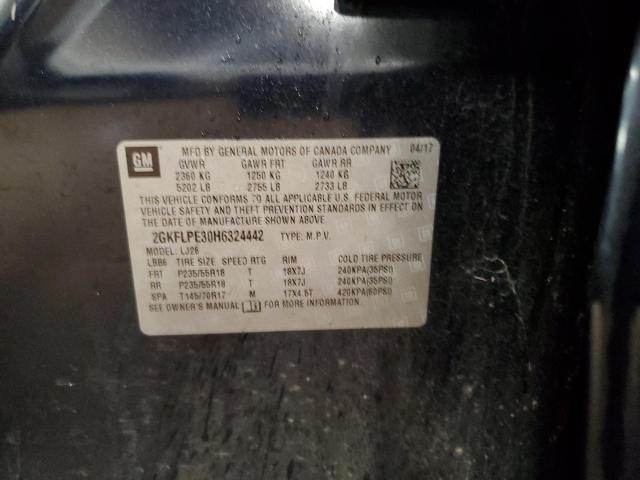 GM
MFD BY GENERAL MOTORS OF CANADA COMPANY 04/17
GVWR GAWR FRT GAWR RR
2360 KG 1250 KG 1240 KG
5202 LB 2755 LB 2733 LB
THIS VEHICLE CONFORMS TO ALL APPLICABLE U.S. FEDERAL MOTOR
VEHICLE SAFETY AND THEFT PREVENTION STANDARDS IN EFFECT ON
THE DATE OF MANUFACTURE SHOWN ABOVE.
2GKFLPE30H6324442 TYPE: M.P.V.
MODEL: LJ26
LBB6 TIRE SIZE SPEED RTG RIM COLD TIRE PRESSURE
FRT P235/55R18 T 18X7J 240KPA(35PSI)
RR P235/55R18 T 18X7J 240KPA(35PSI)
SPA T145/70R17 M 17X4.5T 420KPA(60PSI)
SEE OWNER'S MANUAL FOR MORE INFORMATION.